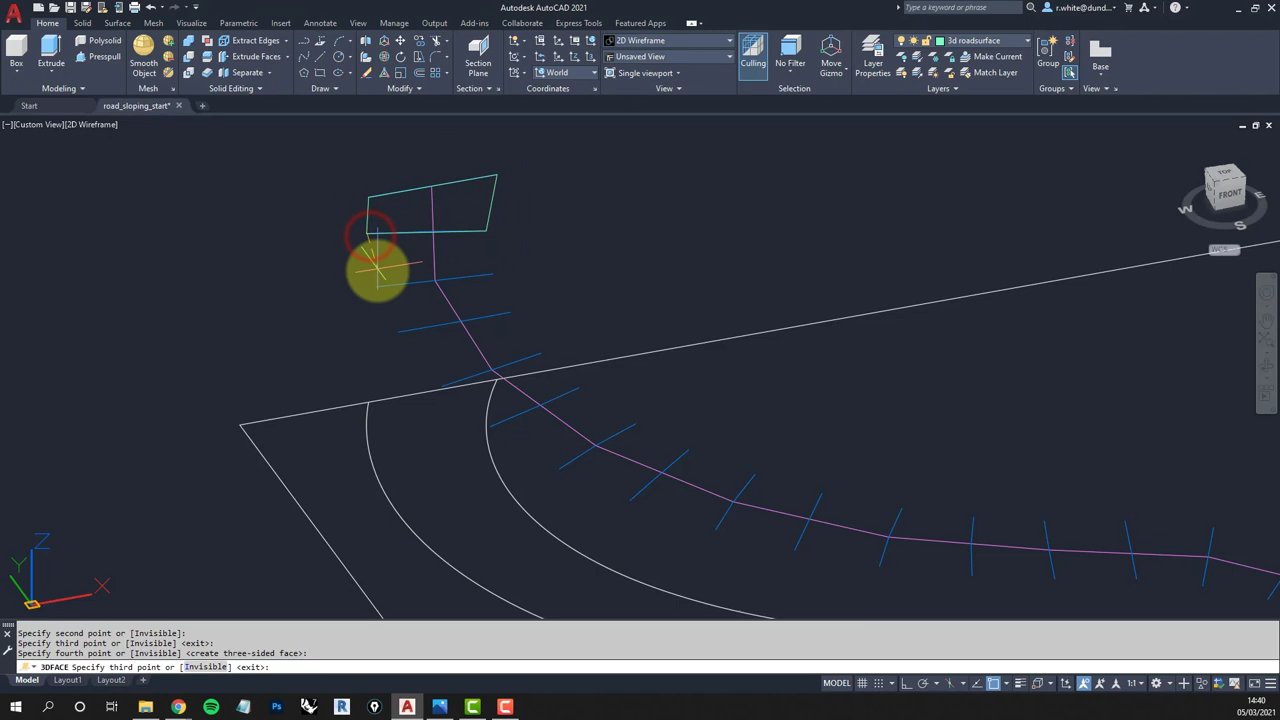 Autodesk AutoCAD 2021
Type a keyword or phrase
r.white@dund...
Home Insert Solid Surface Mesh Visualize Parametric Insert Annotate View Manage Output Add-ins Collaborate Express Tools Featured Apps
Box
Extrude
Polysolid
Presspull
Smooth
Object
Extract Edges
Extrude Faces
Separate
Section
Plane
World
2D Wireframe
Unsaved View
Single viewport
Culling
No Filter
Move
Gizmo
Layer
Properties
3d roadsurface
Make Current
Match Layer
Group
Base
Modeling
Mesh
Solid Editing
Draw
Modify
Section
Coordinates
View
Selection
Layers
Groups
View
Start
road_sloping_start*
[−][Custom View][2D Wireframe]
TOP
FRONT
W
S
E
WCS
Z
Y
X
Specify second point or [Invisible]:
Specify third point or [Invisible] <exit>:
Specify fourth point or [Invisible] <create three-sided face>:
3DFACE Specify third point or [Invisible] <exit>:
Model Layout1 Layout2
MODEL
1:1
14:40
05/03/2021